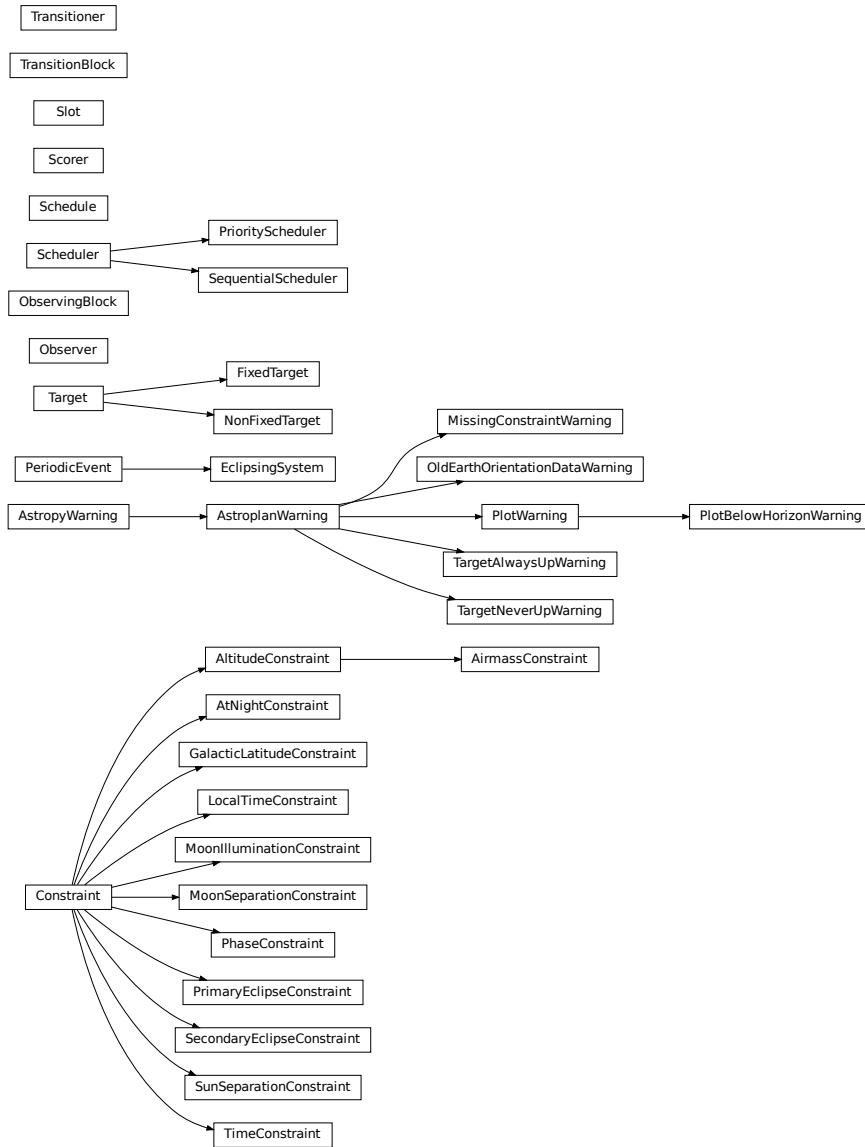 Transitioner
TransitionBlock
Slot
Scorer
Schedule
PriorityScheduler
Scheduler
SequentialScheduler
ObservingBlock
Observer
FixedTarget
Target
NonFixedTarget
MissingConstraintWarning
PeriodicEvent
EclipsingSystem
OldEarthOrientationDataWarning
AstropyWarning
AstroplanWarning
PlotWarning
PlotBelowHorizonWarning
TargetAlwaysUpWarning
TargetNeverUpWarning
AltitudeConstraint
AirmassConstraint
AtNightConstraint
GalacticLatitudeConstraint
LocalTimeConstraint
MoonIlluminationConstraint
Constraint
MoonSeparationConstraint
PhaseConstraint
PrimaryEclipseConstraint
SecondaryEclipseConstraint
SunSeparationConstraint
TimeConstraint